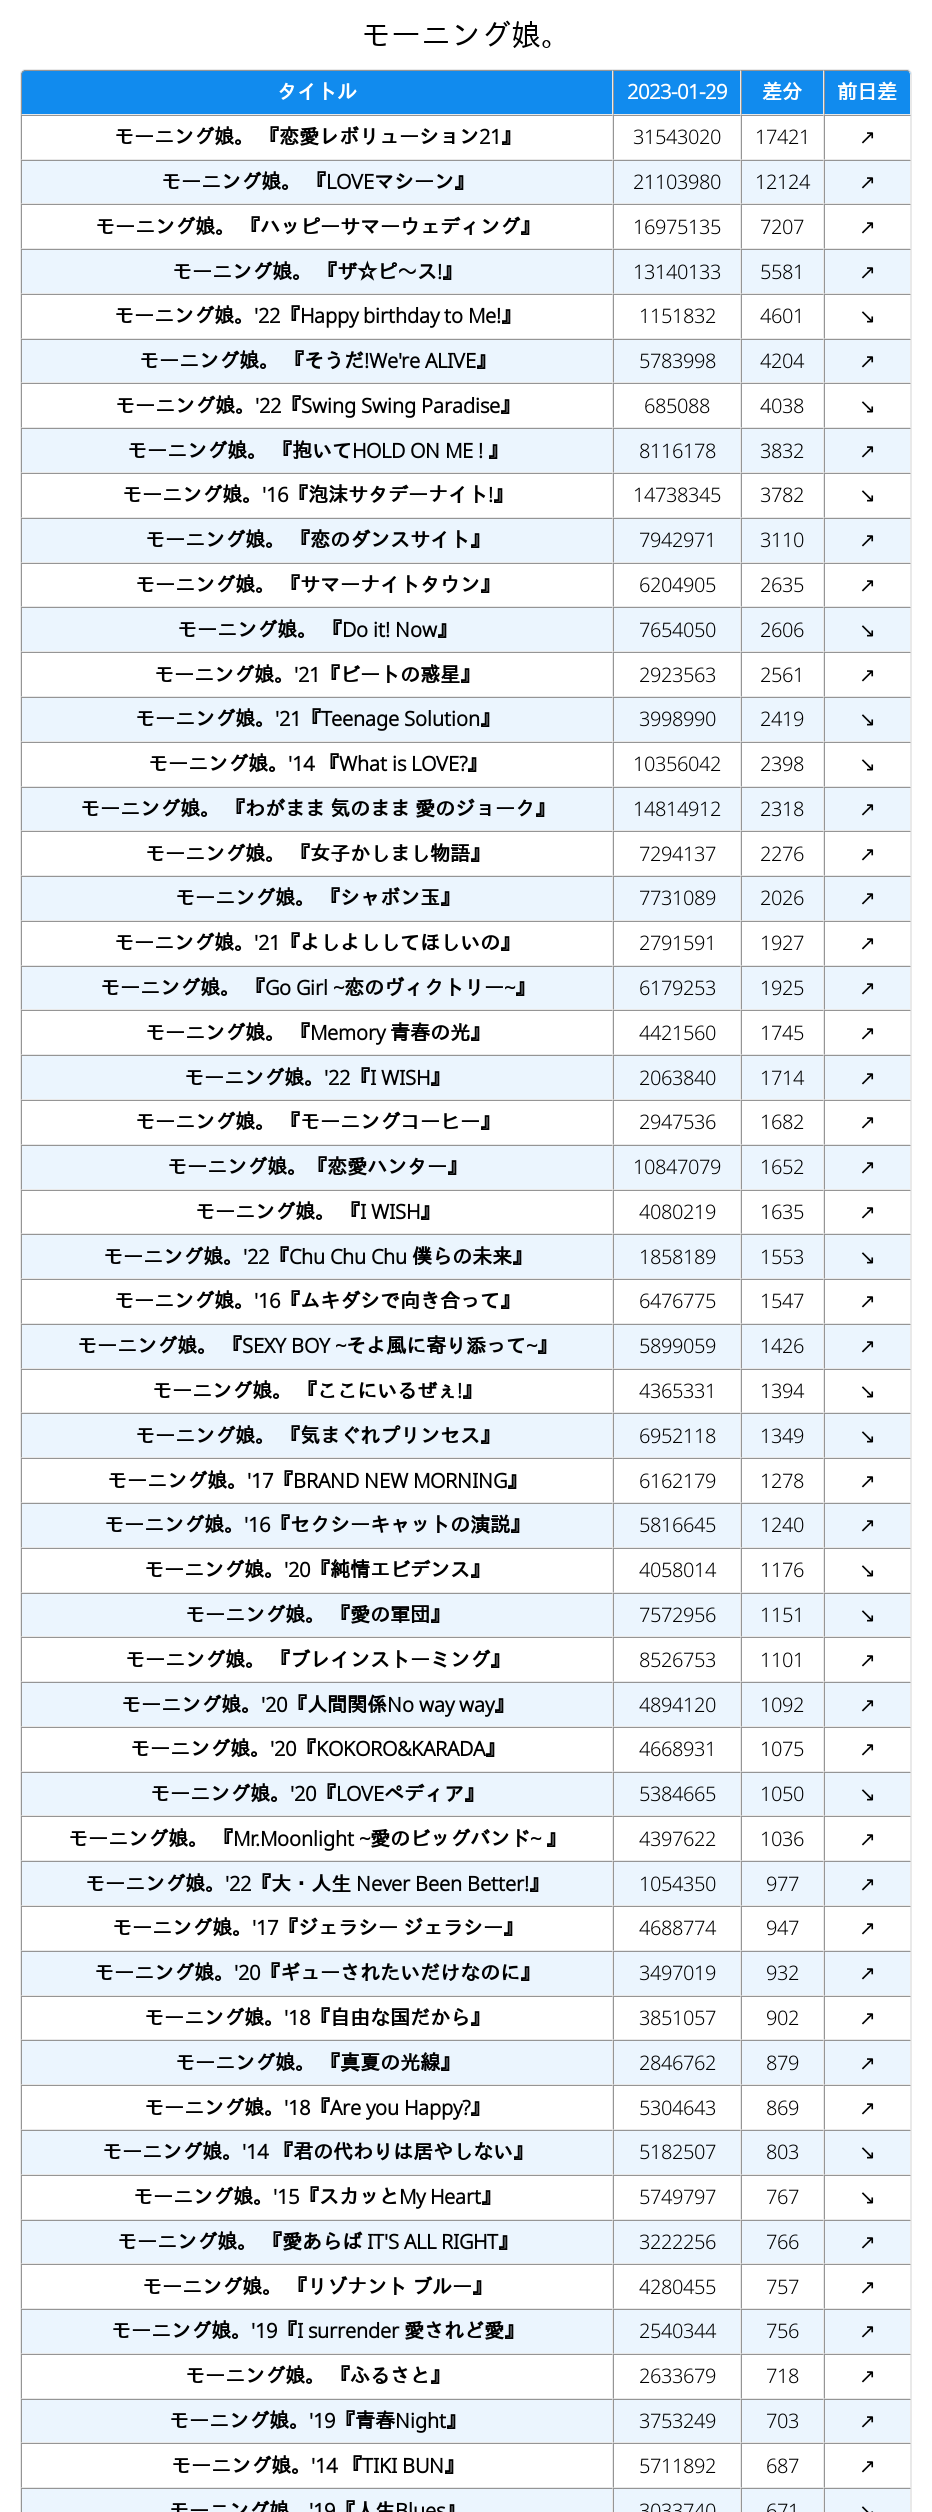 モーニング娘。
タイトル 2023-01-29 差分 前日差
モーニング娘。 『恋愛レボリューション21』 31543020 17421 ↗
モーニング娘。 『LOVEマシーン』 21103980 12124 ↗
モーニング娘。 『ハッピーサマーウェディング』 16975135 7207 ↗
モーニング娘。 『ザ☆ピ〜ス!』 13140133 5581 ↗
モーニング娘。'22『Happy birthday to Me!』 1151832 4601 ↘
モーニング娘。 『そうだ!We're ALIVE』 5783998 4204 ↗
モーニング娘。'22『Swing Swing Paradise』 685088 4038 ↘
モーニング娘。 『抱いてHOLD ON ME ! 』 8116178 3832 ↗
モーニング娘。'16『泡沫サタデーナイト!』 14738345 3782 ↘
モーニング娘。 『恋のダンスサイト』 7942971 3110 ↗
モーニング娘。 『サマーナイトタウン』 6204905 2635 ↗
モーニング娘。 『Do it! Now』 7654050 2606 ↘
モーニング娘。'21『ビートの惑星』 2923563 2561 ↗
モーニング娘。'21『Teenage Solution』 3998990 2419 ↘
モーニング娘。'14 『What is LOVE?』 10356042 2398 ↘
モーニング娘。 『わがまま 気のまま 愛のジョーク』 14814912 2318 ↗
モーニング娘。 『女子かしまし物語』 7294137 2276 ↗
モーニング娘。 『シャボン玉』 7731089 2026 ↗
モーニング娘。'21『よしよししてほしいの』 2791591 1927 ↗
モーニング娘。 『Go Girl ~恋のヴィクトリー~』 6179253 1925 ↗
モーニング娘。 『Memory 青春の光』 4421560 1745 ↗
モーニング娘。'22『I WISH』 2063840 1714 ↗
モーニング娘。 『モーニングコーヒー』 2947536 1682 ↗
モーニング娘。『恋愛ハンター』 10847079 1652 ↗
モーニング娘。 『I WISH』 4080219 1635 ↗
モーニング娘。'22『Chu Chu Chu 僕らの未来』 1858189 1553 ↘
モーニング娘。'16『ムキダシで向き合って』 6476775 1547 ↗
モーニング娘。 『SEXY BOY ~そよ風に寄り添って~』 5899059 1426 ↗
モーニング娘。 『ここにいるぜぇ!』 4365331 1394 ↘
モーニング娘。 『気まぐれプリンセス』 6952118 1349 ↘
モーニング娘。'17『BRAND NEW MORNING』 6162179 1278 ↗
モーニング娘。'16『セクシーキャットの演説』 5816645 1240 ↗
モーニング娘。'20『純情エビデンス』 4058014 1176 ↘
モーニング娘。 『愛の軍団』 7572956 1151 ↘
モーニング娘。 『ブレインストーミング』 8526753 1101 ↗
モーニング娘。'20『人間関係No way way』 4894120 1092 ↗
モーニング娘。'20『KOKORO&KARADA』 4668931 1075 ↗
モーニング娘。'20『LOVEペディア』 5384665 1050 ↘
モーニング娘。 『Mr.Moonlight ~愛のビッグバンド~ 』 4397622 1036 ↗
モーニング娘。'22『大・人生 Never Been Better!』 1054350 977 ↗
モーニング娘。'17『ジェラシー ジェラシー』 4688774 947 ↗
モーニング娘。'20『ギューされたいだけなのに』 3497019 932 ↗
モーニング娘。'18『自由な国だから』 3851057 902 ↗
モーニング娘。 『真夏の光線』 2846762 879 ↗
モーニング娘。'18『Are you Happy?』 5304643 869 ↗
モーニング娘。'14 『君の代わりは居やしない』 5182507 803 ↘
モーニング娘。'15『スカッとMy Heart』 5749797 767 ↘
モーニング娘。 『愛あらば IT'S ALL RIGHT』 3222256 766 ↗
モーニング娘。 『リゾナント ブルー』 4280455 757 ↗
モーニング娘。'19『I surrender 愛されど愛』 2540344 756 ↗
モーニング娘。 『ふるさと』 2633679 718 ↗
モーニング娘。'19『青春Night』 3753249 703 ↗
モーニング娘。'14 『TIKI BUN』 5711892 687 ↗
モーニング娘。'19『人生Blues』 3033740 671 ↘